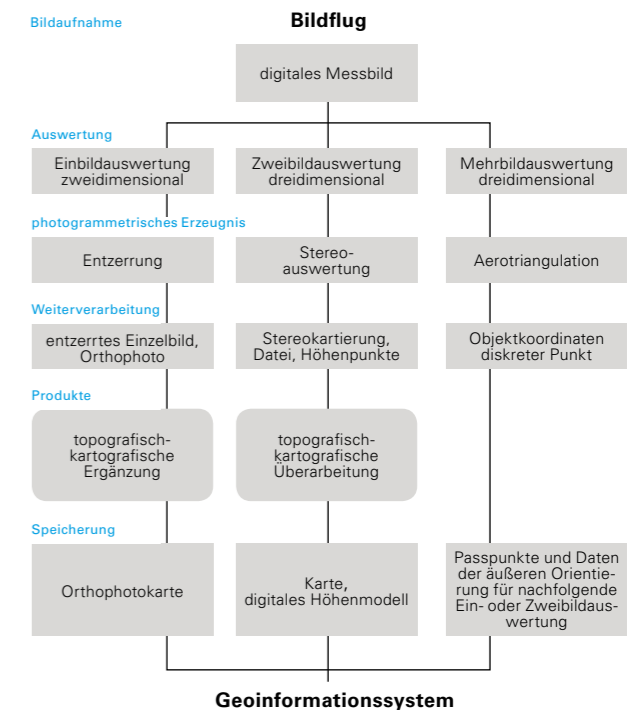 Bildaufnahme
Bildflug
digitales Messbild
Auswertung
Einbildauswertung
zweidimensional
Zweibildauswertung
dreidimensional
Mehrbildauswertung
dreidimensional
photogrammetrisches Erzeugnis
Entzerrung
Stereo-
auswertung
Aerotriangulation
Weiterverarbeitung
entzerrtes Einzelbild,
Orthophoto
Stereokartierung,
Datei, Höhenpunkte
Objektkoordinaten
diskreter Punkt
Produkte
topografisch-
kartografische
Ergänzung
topografisch-
kartografische
Überarbeitung
Speicherung
Orthophotokarte
Karte,
digitales Höhenmodell
Passpunkte und Daten
der äußeren Orientie-
rung für nachfolgende
Ein- oder Zweibildaus-
wertung
Geoinformationssystem